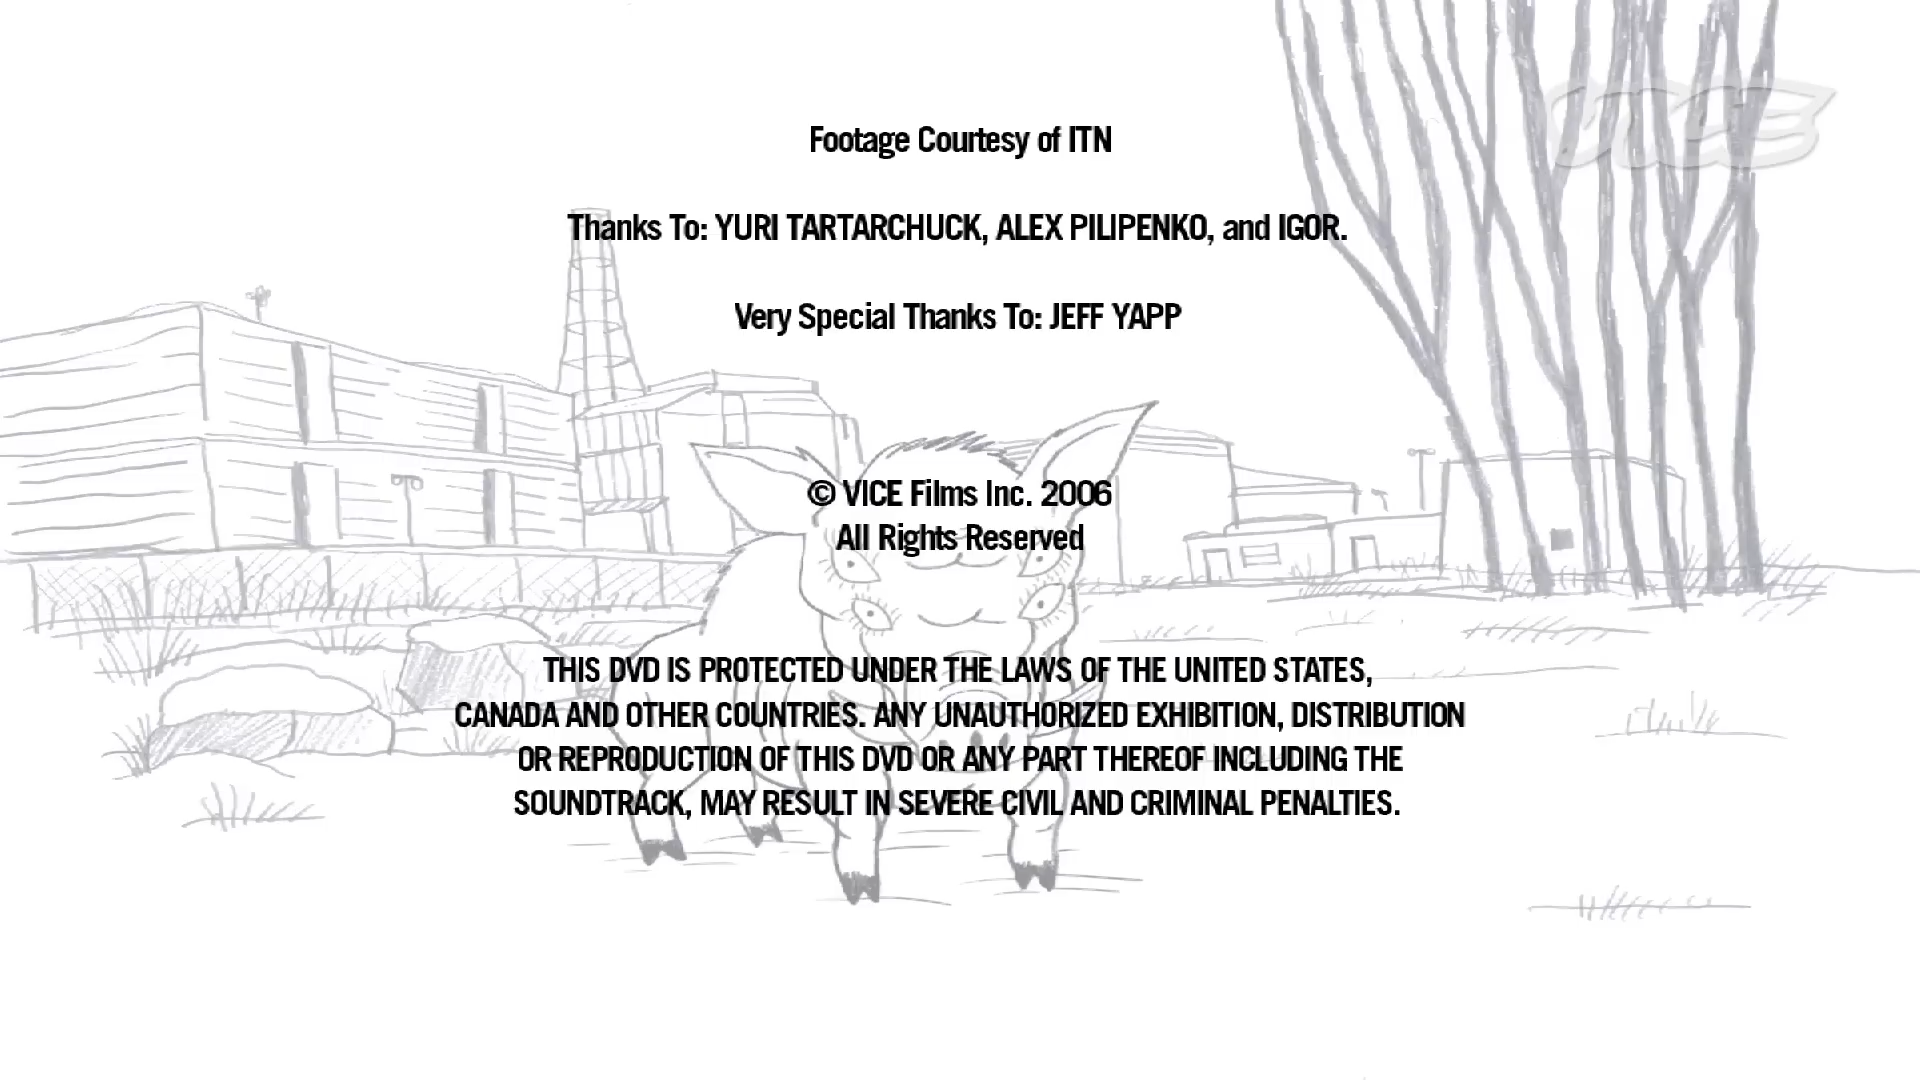 VICE
Footage Courtesy of ITN
Thanks To: YURI TARTARCHUCK, ALEX PILIPENKO, and IGOR.
Very Special Thanks To: JEFF YAPP
© VICE Films Inc. 2006
All Rights Reserved
THIS DVD IS PROTECTED UNDER THE LAWS OF THE UNITED STATES,
CANADA AND OTHER COUNTRIES. ANY UNAUTHORIZED EXHIBITION, DISTRIBUTION
OR REPRODUCTION OF THIS DVD OR ANY PART THEREOF INCLUDING THE
SOUNDTRACK, MAY RESULT IN SEVERE CIVIL AND CRIMINAL PENALTIES.